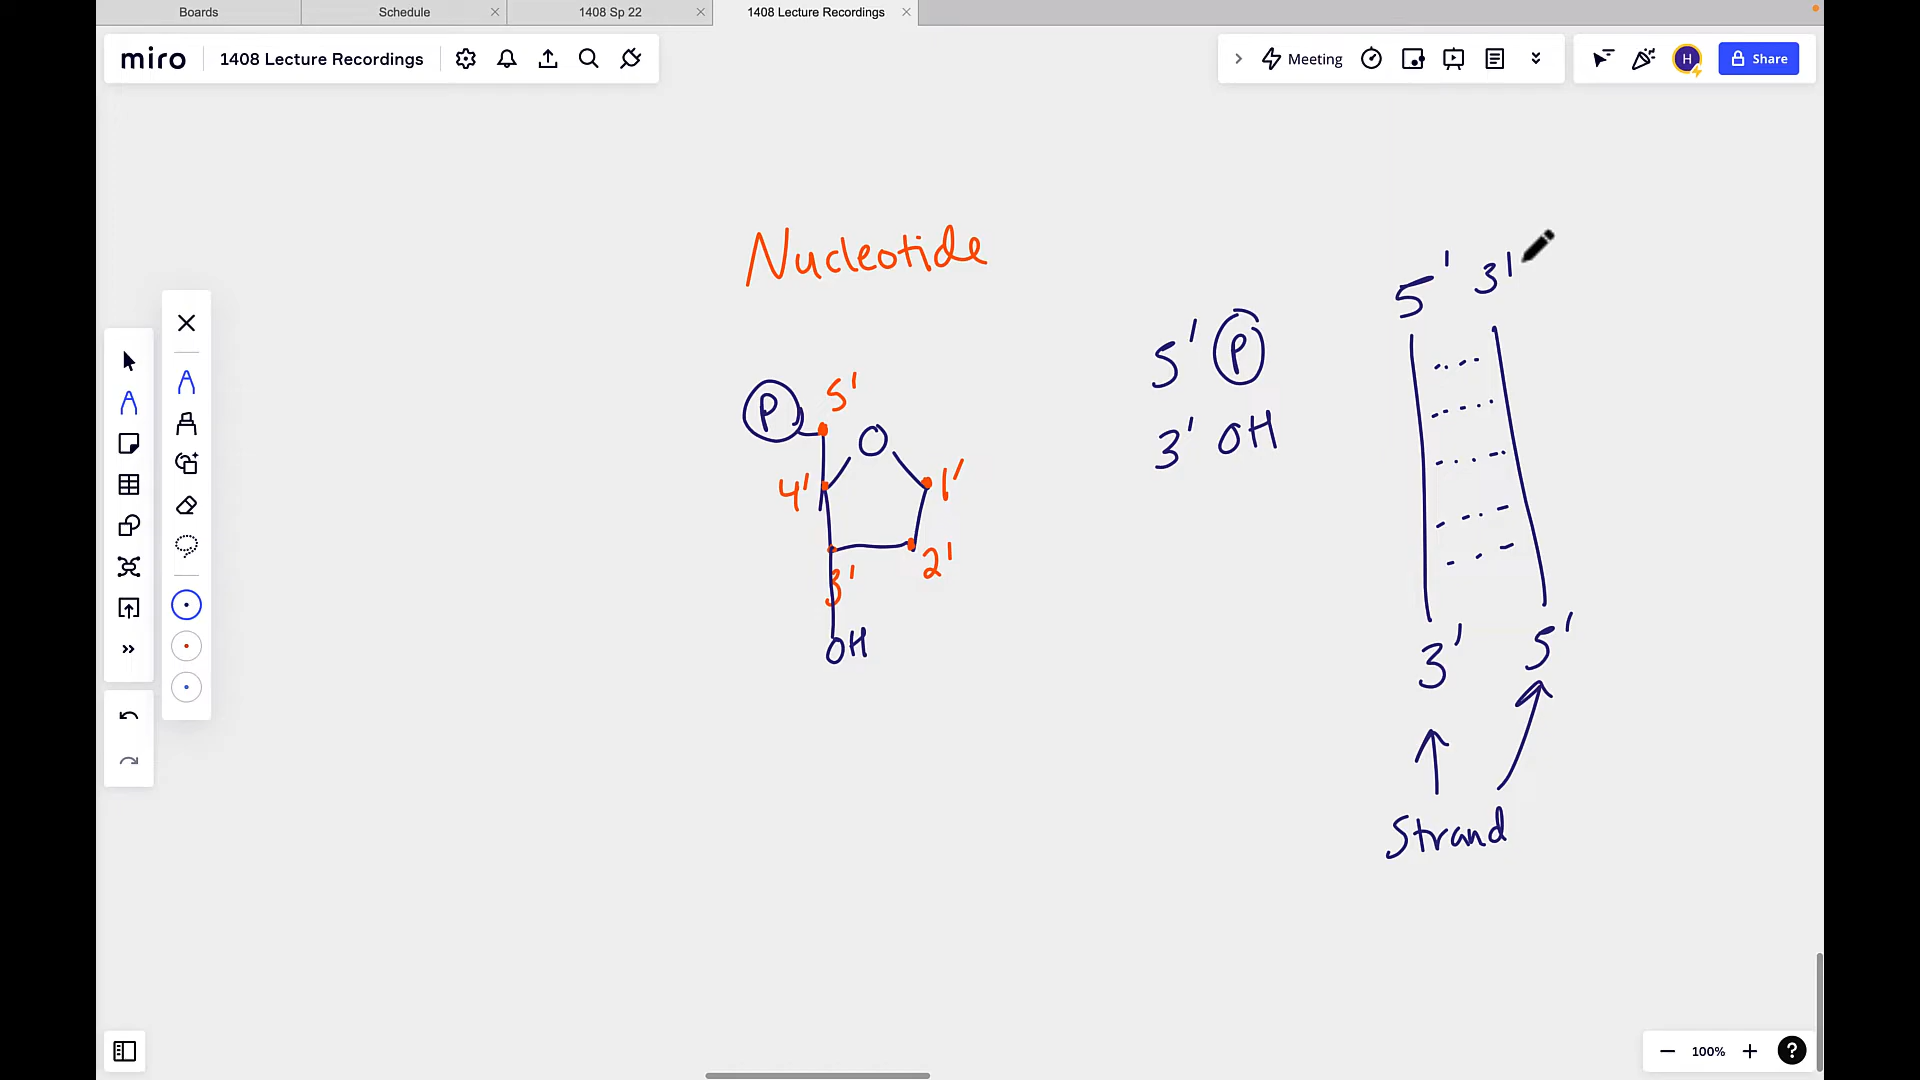 Boards
Schedule
1408 Sp 22
1408 Lecture Recordings
miro
1408 Lecture Recordings
Meeting
H
Share
Nucleotide
5' 3'
5' P
3' OH
P
5'
O
4'
1'
2'
3'
OH
3' 5'
Strand
100%
?